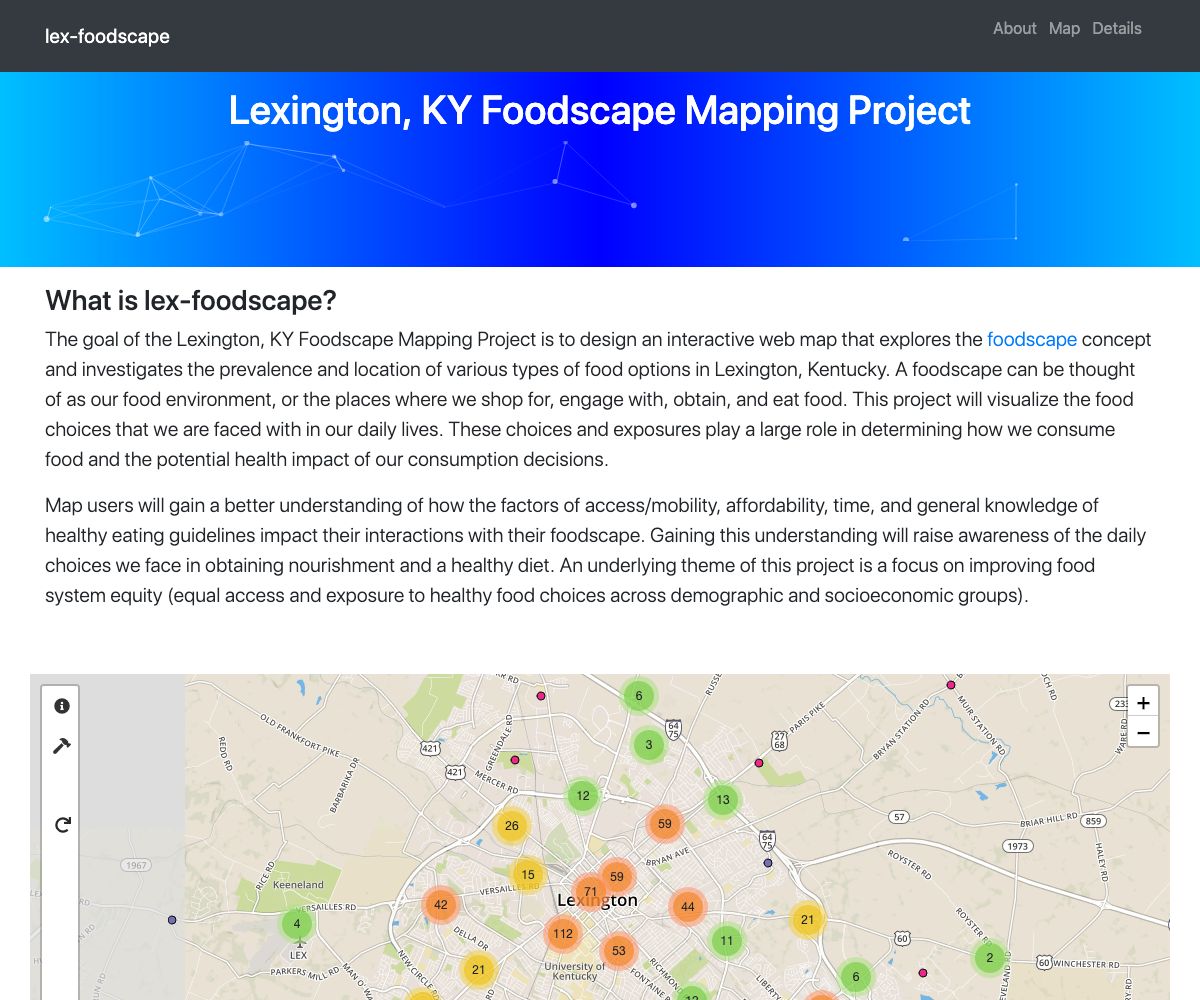 lex-foodscape
About Map Details
Lexington, KY Foodscape Mapping Project
What is lex-foodscape?
The goal of the Lexington, KY Foodscape Mapping Project is to design an interactive web map that explores the foodscape concept
and investigates the prevalence and location of various types of food options in Lexington, Kentucky. A foodscape can be thought
of as our food environment, or the places where we shop for, engage with, obtain, and eat food. This project will visualize the food
choices that we are faced with in our daily lives. These choices and exposures play a large role in determining how we consume
food and the potential health impact of our consumption decisions.
Map users will gain a better understanding of how the factors of access/mobility, affordability, time, and general knowledge of
healthy eating guidelines impact their interactions with their foodscape. Gaining this understanding will raise awareness of the daily
choices we face in obtaining nourishment and a healthy diet. An underlying theme of this project is a focus on improving food
system equity (equal access and exposure to healthy food choices across demographic and socioeconomic groups).
6
+
−
OLD FRANKFORT PIKE
REDD RD
BARBARIKA DR
421
GREENDALE RD
421
MERCER RD
3
64
75
27
68
PARIS PIKE
BRYAN STATION RD
MUIR STATION RD
WARE RD
12
13
26
59
57
BRIAR HILL RD
859
64
75
1973
1967
RICE RD
BRYAN AVE
ROYSTER RD
HALEY RD
Keeneland
15
59
71
VERSAILLES RD
Lexington
42
44
VERSAILLES RD
4
21
LEX
112
53
11
DELLA DR
60
ROYSTER RD
PARKERS MILL RD
NEW CIRCLE RD
21
University of
Kentucky
6
2
60
WINCHESTER RD
12